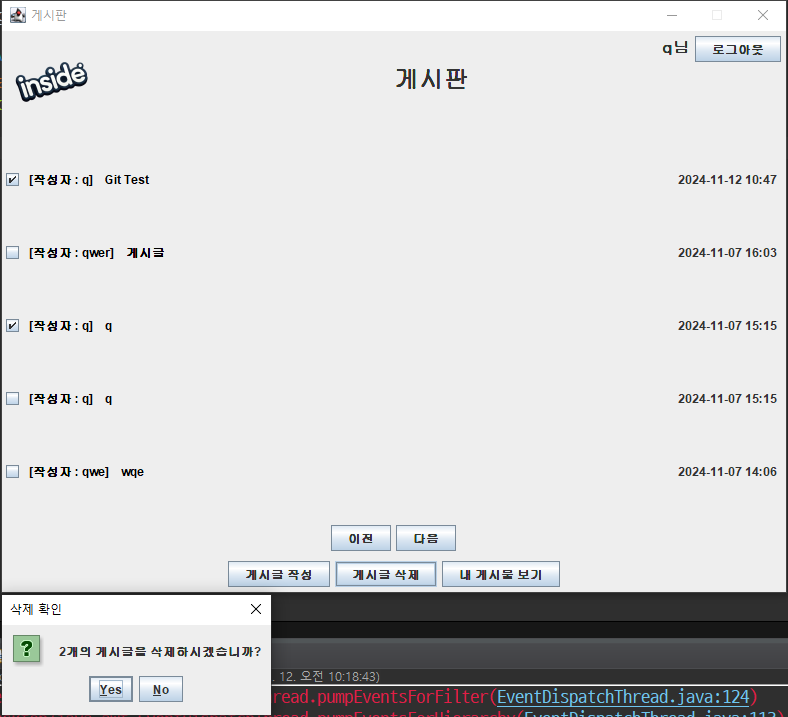 게시판
q님 로그아웃
inside
게시판
[작성자 : q] Git Test 2024-11-12 10:47
[작성자 : qwer] 게시글 2024-11-07 16:03
[작성자 : q] q 2024-11-07 15:15
[작성자 : q] q 2024-11-07 15:15
[작성자 : qwe] wqe 2024-11-07 14:06
이전 다음
게시글 작성 게시글 삭제 내 게시물 보기
삭제 확인
? 2개의 게시글을 삭제하시겠습니까?
Yes No
. 12. 오전 10:18:43)
read.pumpEventsForFilter(EventDispatchThread.java:124)
read.pumpEventsForHierarchy(EventDispatchThread.java:113)